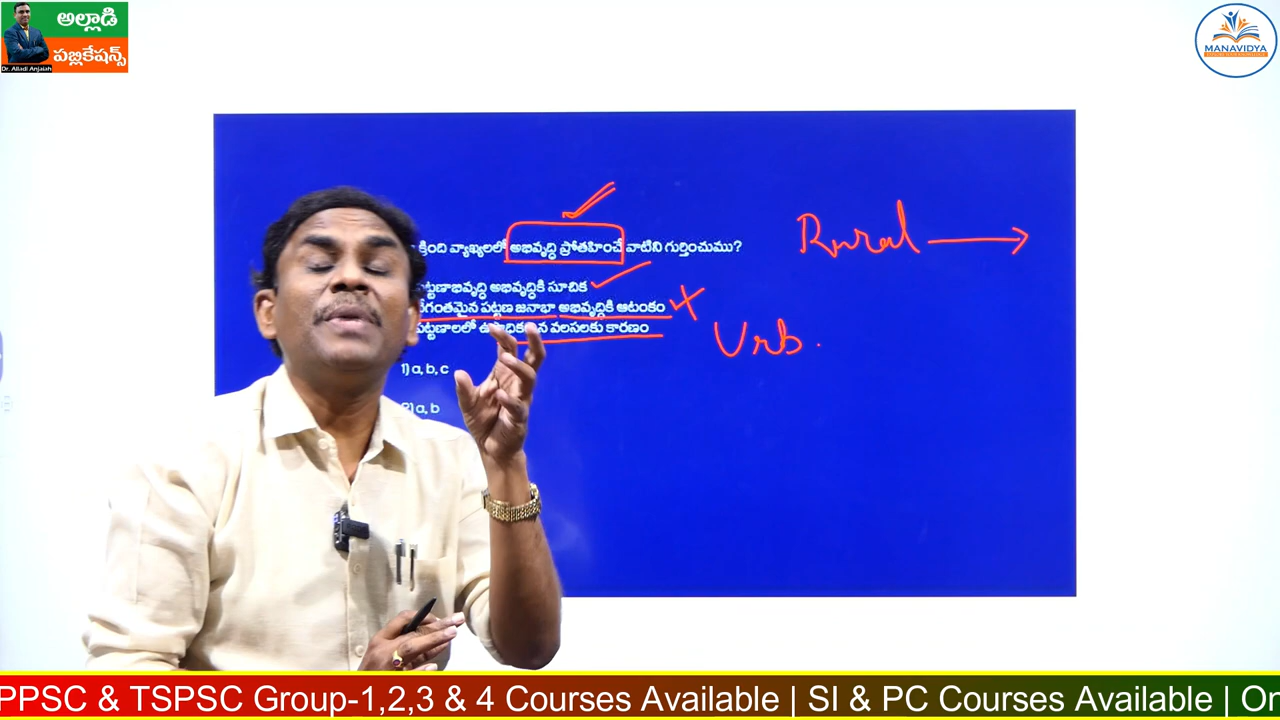 అల్లాడి
పబ్లికేషన్స్
Dr. Alladi Anjaiah
MANAVIDYA
క్రింది వ్యాఖ్యలలో అభివృద్ధి ప్రోతహించే వాటిని గుర్తించుము?
పట్టణాభివృద్ధి అభివృద్ధికి సూచిక
పట్టణ జనాభా అభివృద్ధికి ఆటంకం
పట్టణాలలో వలసలకు కారణం
1) a, b, c
2) a, b
Rural
Urb.
PPSC & TSPSC Group-1,2,3 & 4 Courses Available | SI & PC Courses Available | On